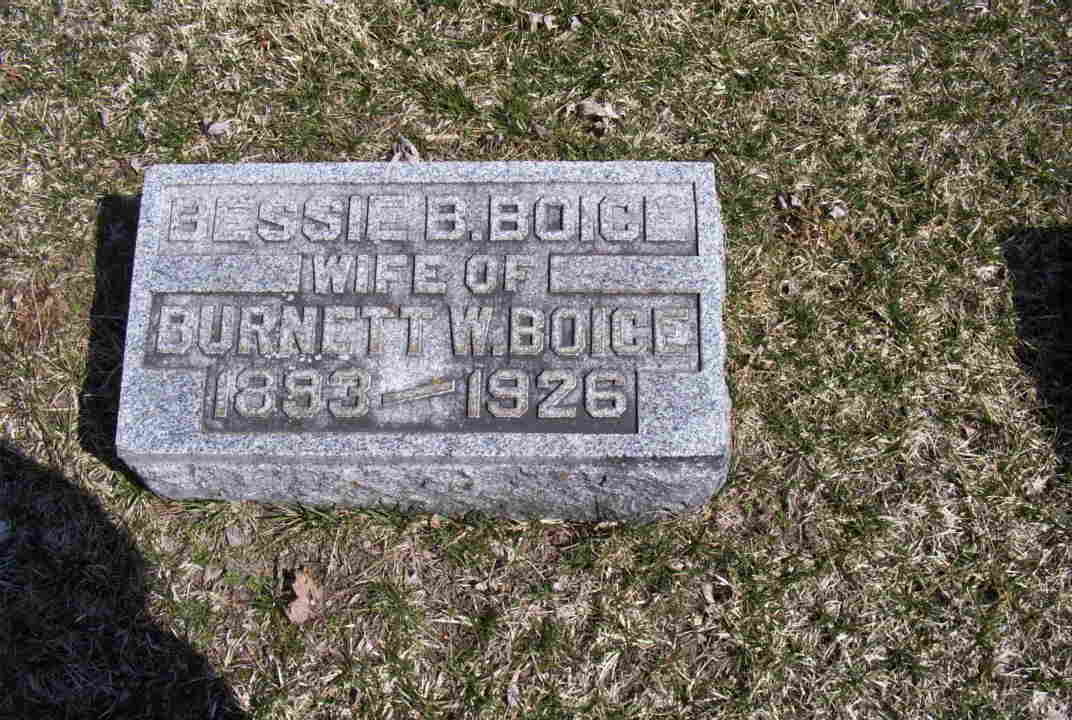 BESSIE B. BOICE
WIFE OF
BURNETT W. BOICE
1893 — 1926